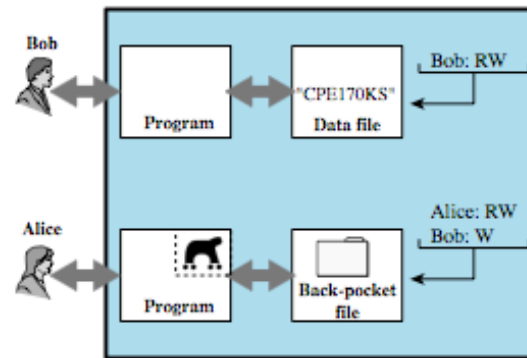 Bob
Program
"CPE170KS"
Data file
Bob: RW
Alice
Program
Back-pocket
file
Alice: RW
Bob: W